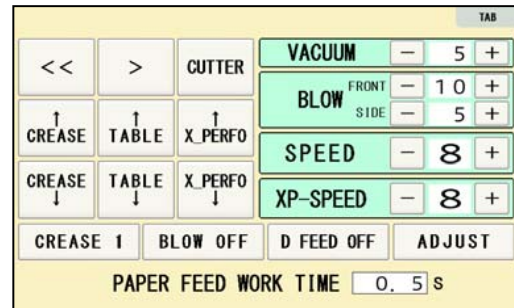 TAB
<< > CUTTER
VACUUM − 5 +
BLOW FRONT − 10 +
SIDE − 5 +
↑ CREASE ↑ TABLE ↑ X_PERFO
SPEED − 8 +
CREASE ↓ TABLE ↓ X_PERFO ↓
XP-SPEED − 8 +
CREASE 1 BLOW OFF D FEED OFF ADJUST
PAPER FEED WORK TIME 0. 5 s